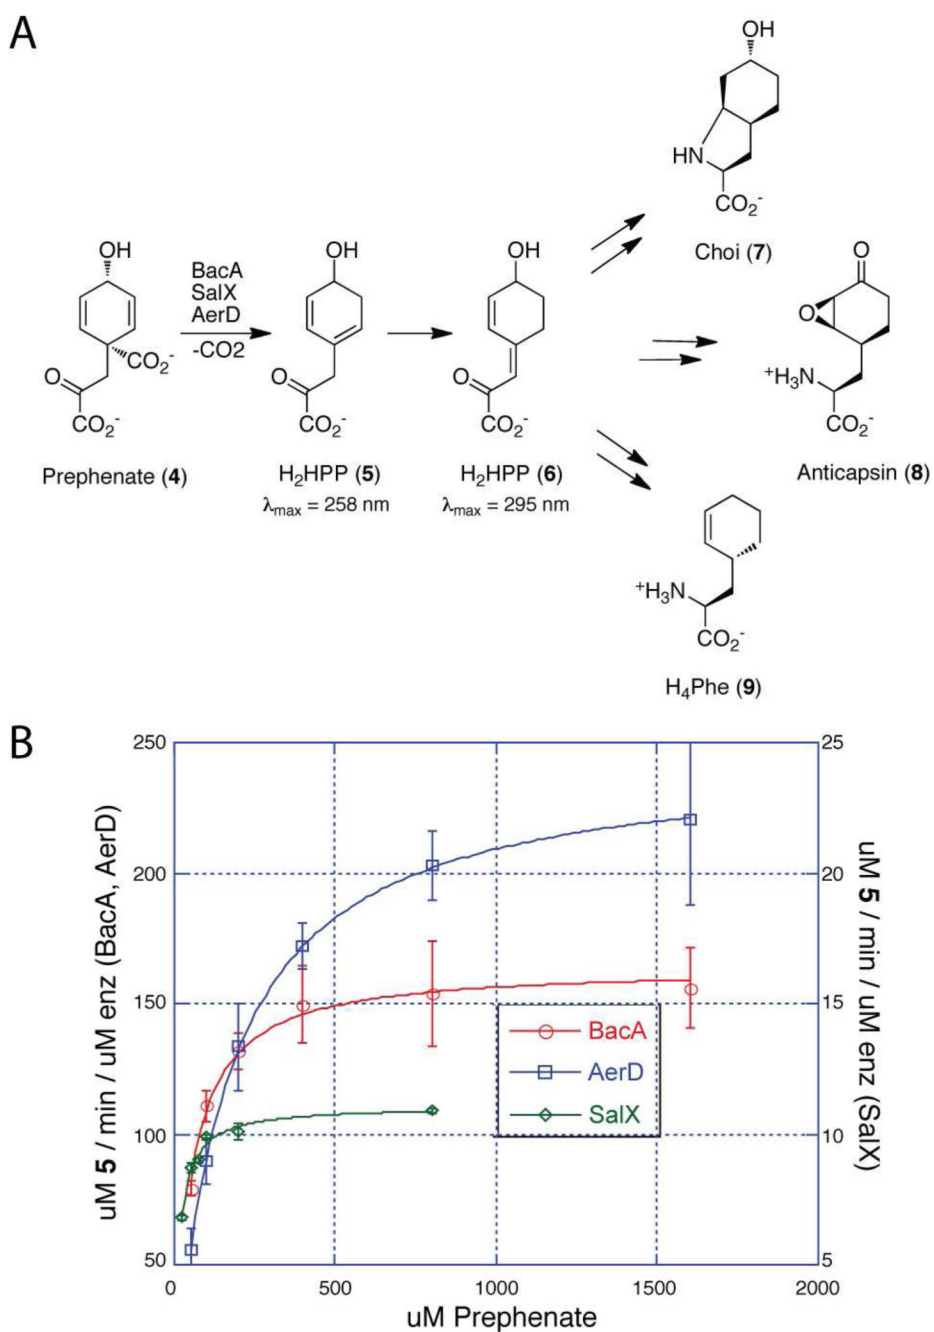 A
OH
HN
CO₂⁻
Choi (7)
OH
BacA
SalX
AerD
-CO2
CO₂⁻
O
CO₂⁻
Prephenate (4)
OH
O
CO₂⁻
H₂HPP (5)
λmax = 258 nm
OH
O
CO₂⁻
H₂HPP (6)
λmax = 295 nm
O
O
⁺H₃N
CO₂⁻
Anticapsin (8)
⁺H₃N
CO₂⁻
H₄Phe (9)
B
uM 5 / min / uM enz (BacA, AerD)
250
200
150
100
50
BacA
AerD
SalX
25
20
15
10
5
uM 5 / min / uM enz (SalX)
0
500
1000
1500
2000
uM Prephenate